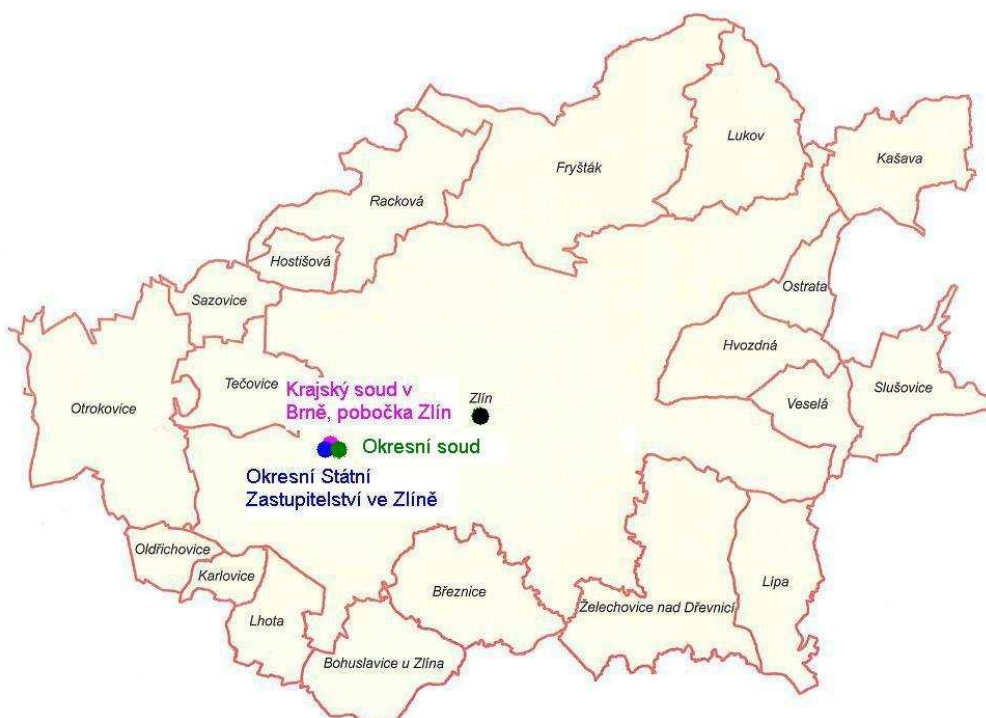 Lukov
Kašava
Fryšták
Racková
Hostišová
Ostrata
Sazovice
Hvozdná
Slušovice
Tečovice
Krajský soud v
Brně, pobočka Zlín
Zlín
Veselá
Otrokovice
Okresní soud
Okresní Státní
Zastupitelství ve Zlíně
Oldřichovice
Karlovice
Březnice
Lípa
Želechovice nad Dřevnicí
Lhota
Bohuslavice u Zlína